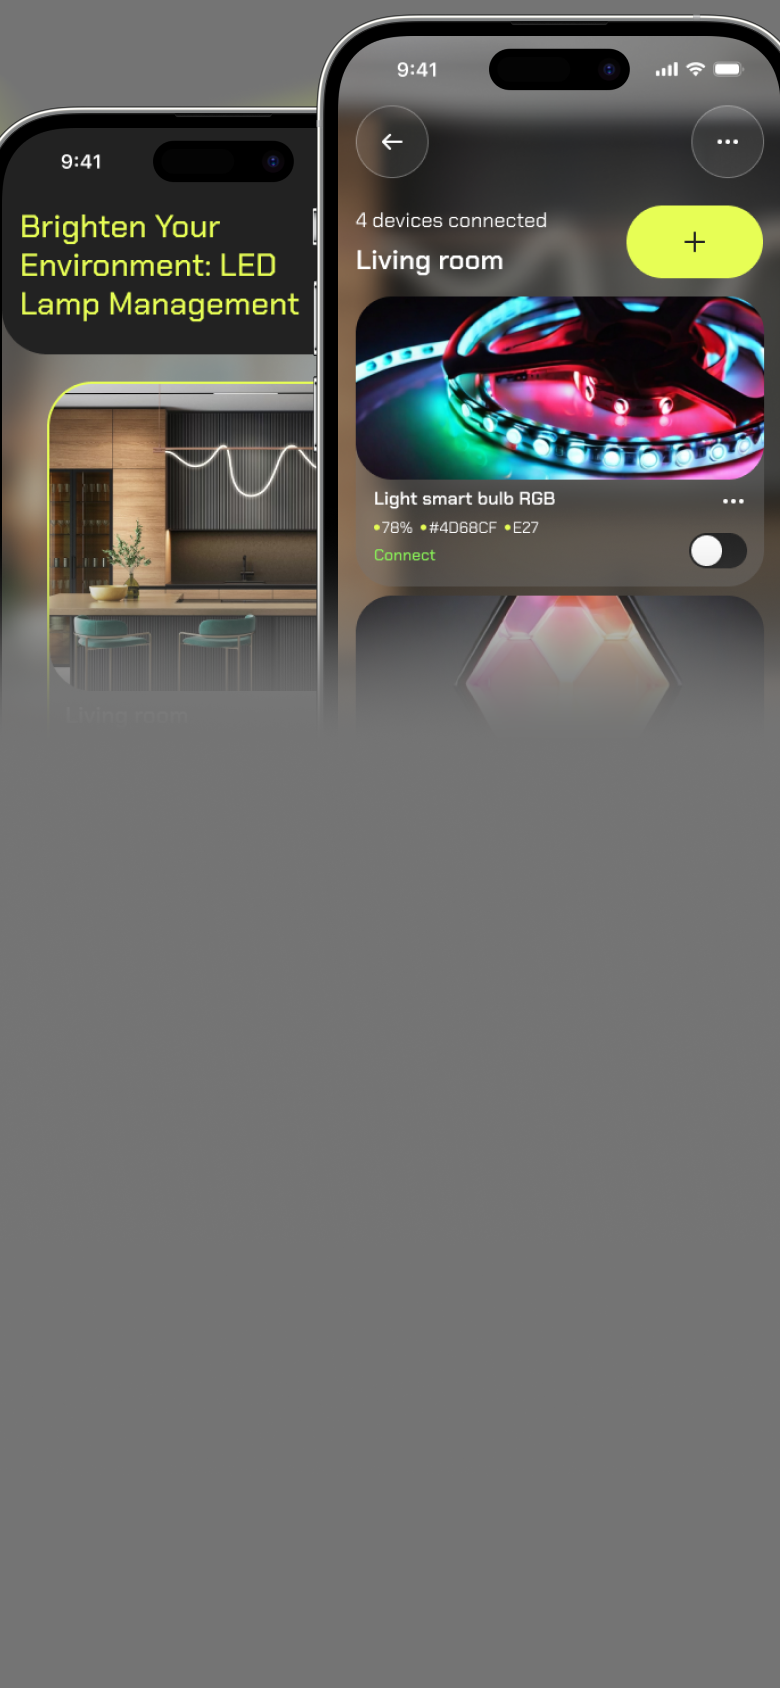 9:41
Brighten Your
Environment: LED
Lamp Management
Living room
9:41
4 devices connected
Living room
Light smart bulb RGB
78% #4D68CF E27
Connect